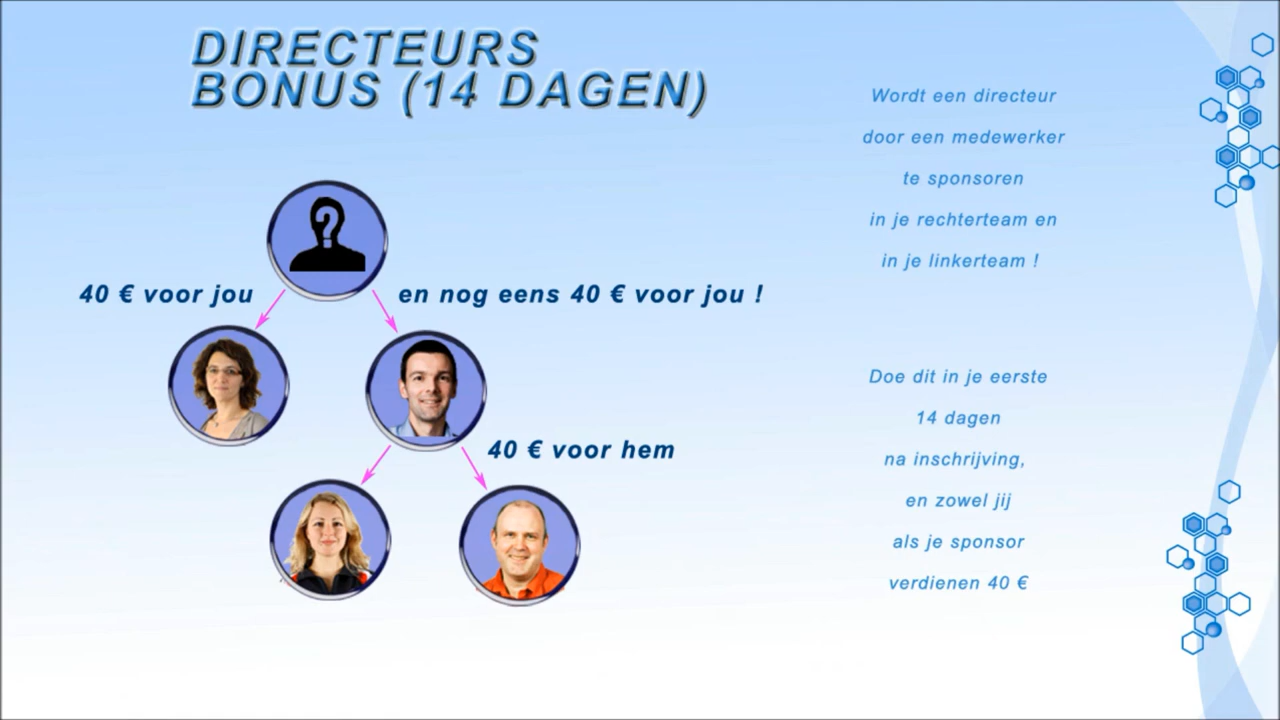 DIRECTEURS
BONUS (14 DAGEN)
40 € voor jou
en nog eens 40 € voor jou !
40 € voor hem
Wordt een directeur
door een medewerker
te sponsoren
in je rechterteam en
in je linkerteam !
Doe dit in je eerste
14 dagen
na inschrijving,
en zowel jij
als je sponsor
verdienen 40 €